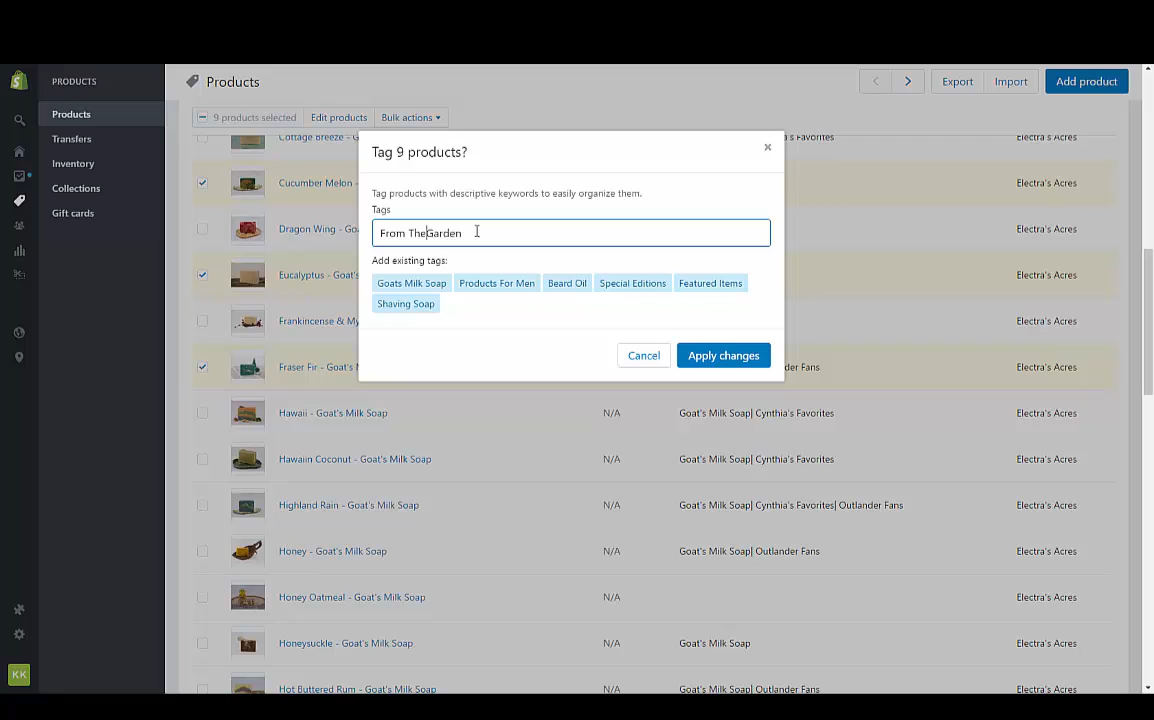 PRODUCTS
Products
Export
Import
Add product
Products
Transfers
Inventory
Collections
Gift cards
9 products selected
Edit products
Bulk actions
Tag 9 products?
×
Tag products with descriptive keywords to easily organize them.
Tags
From TheGarden
Add existing tags:
Goats Milk Soap
Products For Men
Beard Oil
Special Editions
Featured Items
Shaving Soap
Cancel
Apply changes
Cottage Breeze - s Favorites Electra's Acres
Cucumber Melon - Electra's Acres
Dragon Wing - Go Electra's Acres
Eucalyptus - Goat' Electra's Acres
Frankincense & My Electra's Acres
Fraser Fir - Goat's der Fans Electra's Acres
Hawaii - Goat's Milk Soap N/A Goat's Milk Soap| Cynthia's Favorites Electra's Acres
Hawaiin Coconut - Goat's Milk Soap N/A Goat's Milk Soap| Cynthia's Favorites Electra's Acres
Highland Rain - Goat's Milk Soap N/A Goat's Milk Soap| Cynthia's Favorites| Outlander Fans Electra's Acres
Honey - Goat's Milk Soap N/A Goat's Milk Soap| Outlander Fans Electra's Acres
Honey Oatmeal - Goat's Milk Soap N/A Electra's Acres
Honeysuckle - Goat's Milk Soap N/A Goat's Milk Soap Electra's Acres
Hot Buttered Rum - Goat's Milk Soap N/A Goat's Milk Soap| Outlander Fans Electra's Acres
KK